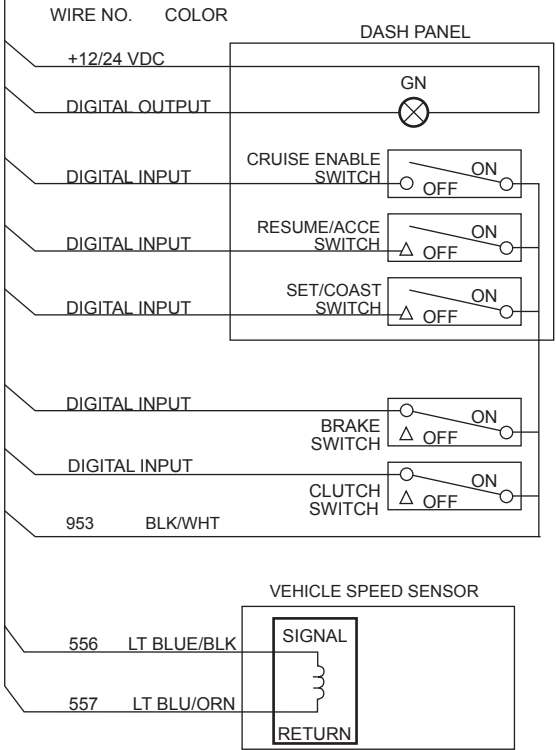 WIRE NO. COLOR
DASH PANEL
+12/24 VDC
GN
DIGITAL OUTPUT
CRUISE ENABLE
SWITCH
ON
OFF
DIGITAL INPUT
RESUME/ACCE
SWITCH
ON
OFF
DIGITAL INPUT
SET/COAST
SWITCH
ON
OFF
DIGITAL INPUT
DIGITAL INPUT
BRAKE
SWITCH
ON
OFF
DIGITAL INPUT
CLUTCH
SWITCH
ON
OFF
953 BLK/WHT
VEHICLE SPEED SENSOR
SIGNAL
556 LT BLUE/BLK
557 LT BLU/ORN
RETURN